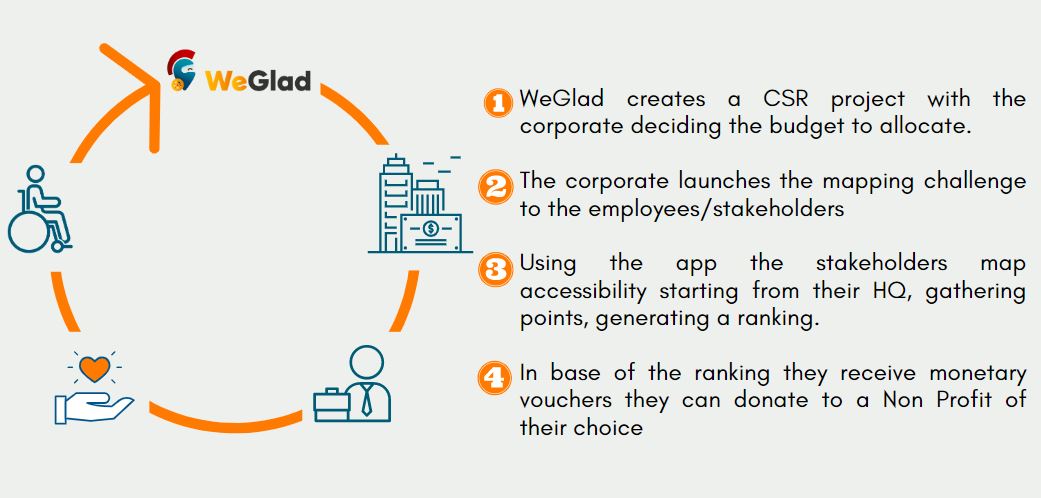 WeGlad
1 WeGlad creates a CSR project with the
corporate deciding the budget to allocate.
2 The corporate launches the mapping challenge
to the employees/stakeholders
3 Using the app the stakeholders map
accessibility starting from their HQ, gathering
points, generating a ranking.
4 In base of the ranking they receive monetary
vouchers they can donate to a Non Profit of
their choice
$